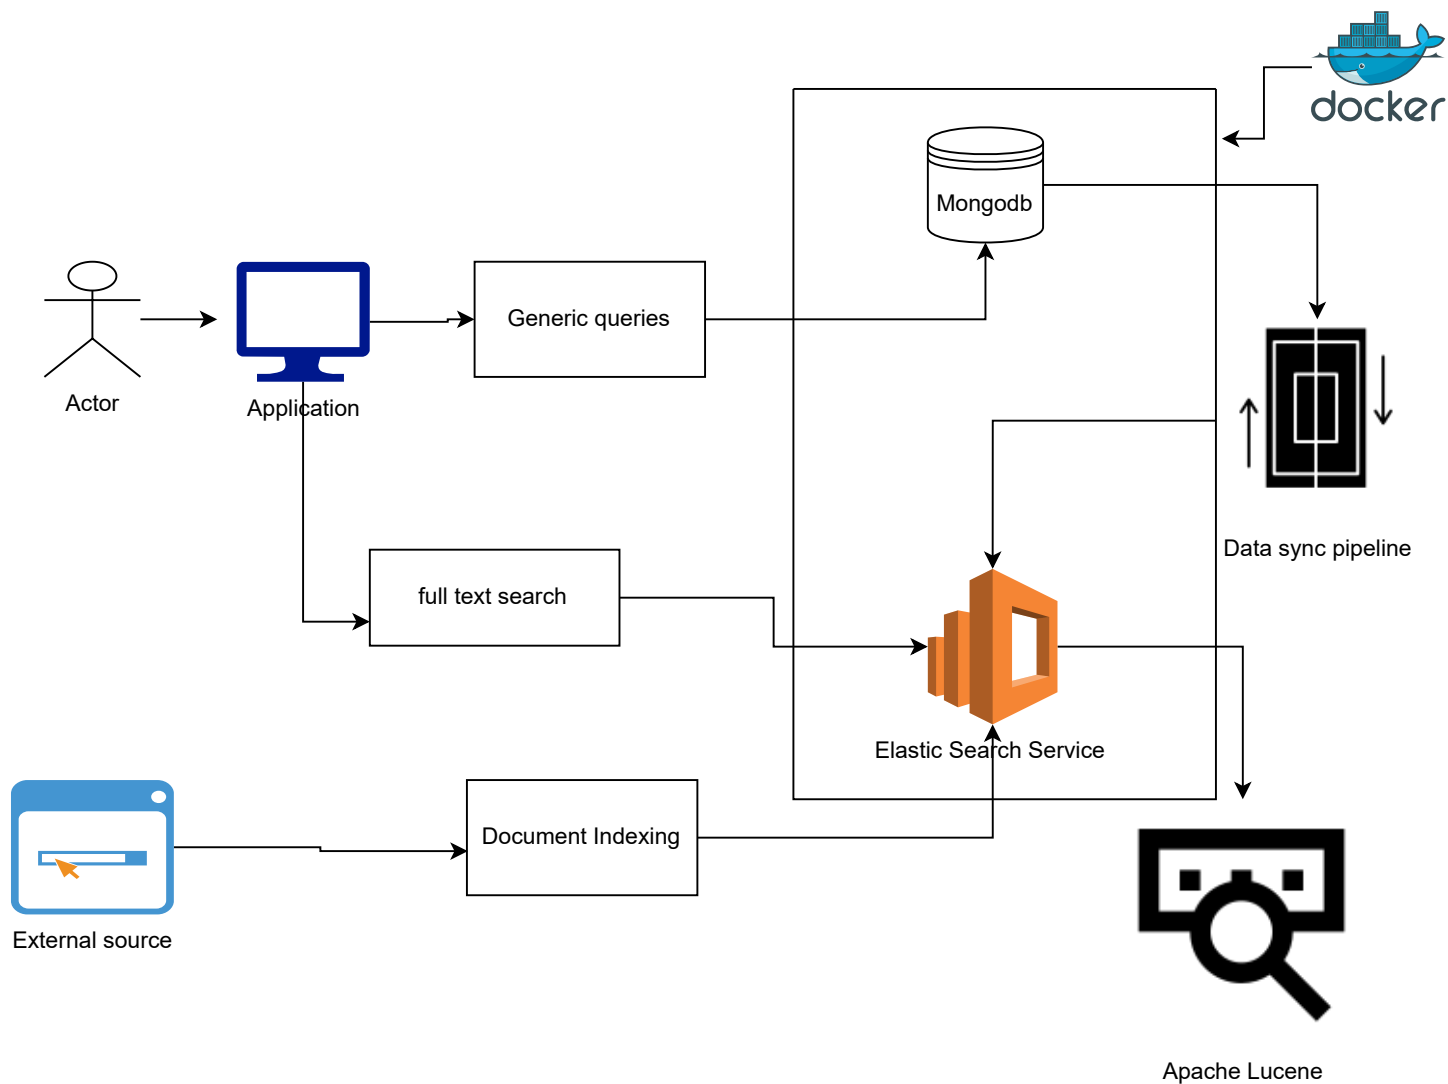 docker
Mongodb
Generic queries
Actor
Application
Data sync pipeline
full text search
Elastic Search Service
Document Indexing
External source
Apache Lucene